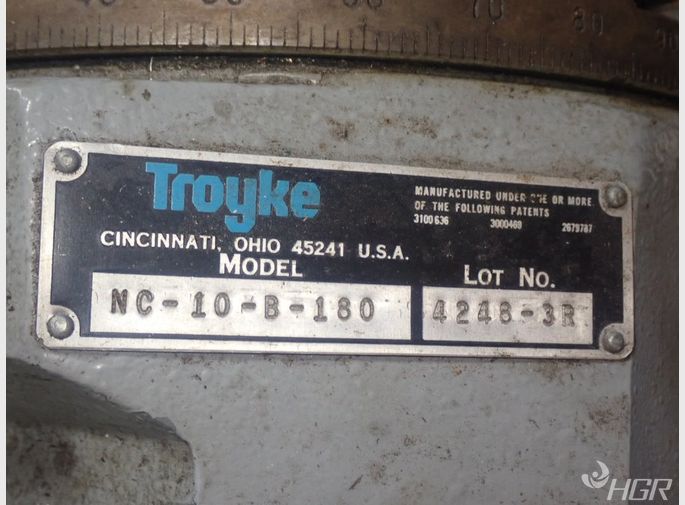 70
80
90
Troyke
CINCINNATI, OHIO 45241 U.S.A.
MANUFACTURED UNDER ONE OR MORE
OF THE FOLLOWING PATENTS
3100636 3000469 2679787
MODEL LOT NO.
NC-10-B-180 4248-3R
HGR